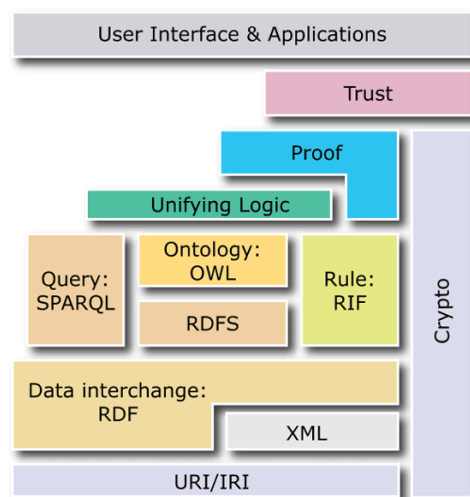 User Interface & Applications
Trust
Proof
Unifying Logic
Query:
SPARQL
Ontology:
OWL
RDFS
Rule:
RIF
Crypto
Data interchange:
RDF
XML
URI/IRI